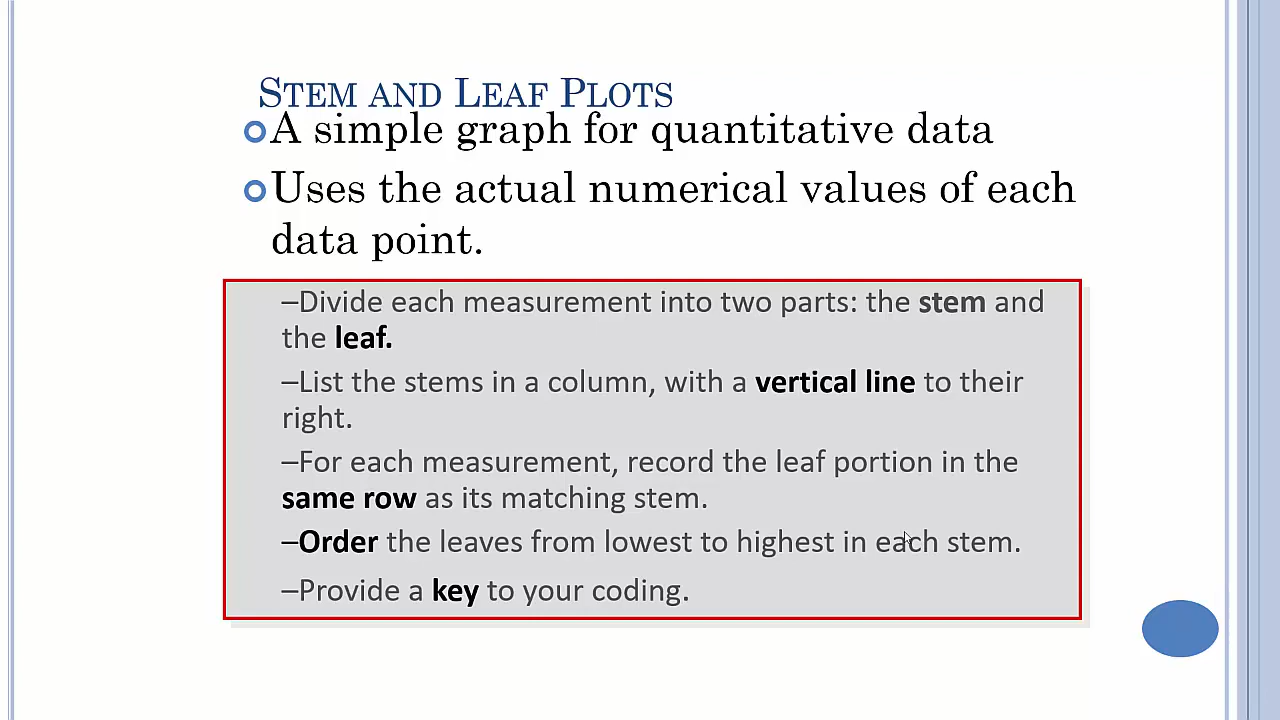 STEM AND LEAF PLOTS
A simple graph for quantitative data
Uses the actual numerical values of each
data point.
–Divide each measurement into two parts: the stem and
the leaf.
–List the stems in a column, with a vertical line to their
right.
–For each measurement, record the leaf portion in the
same row as its matching stem.
–Order the leaves from lowest to highest in each stem.
–Provide a key to your coding.